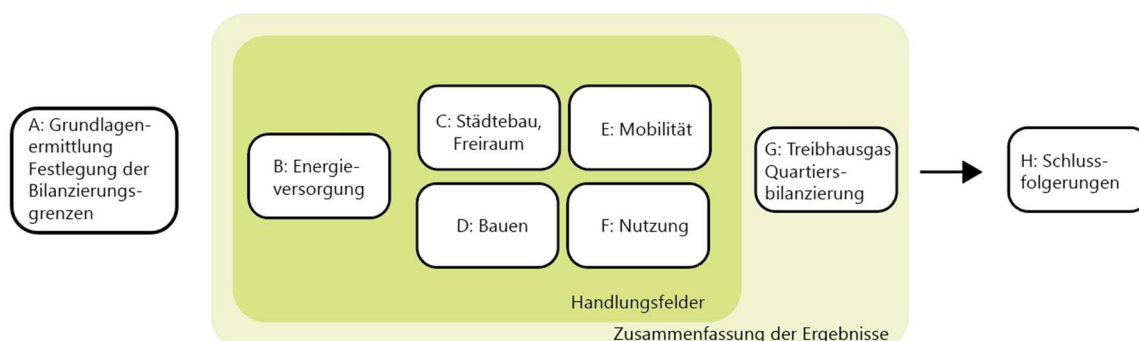 A: Grundlagen-
ermittlung
Festlegung der
Bilanzierungs-
grenzen
B: Energie-
versorgung
C: Städtebau,
Freiraum
D: Bauen
E: Mobilität
F: Nutzung
Handlungsfelder
G: Treibhausgas
Quartiers-
bilanzierung
Zusammenfassung der Ergebnisse
H: Schluss-
folgerungen